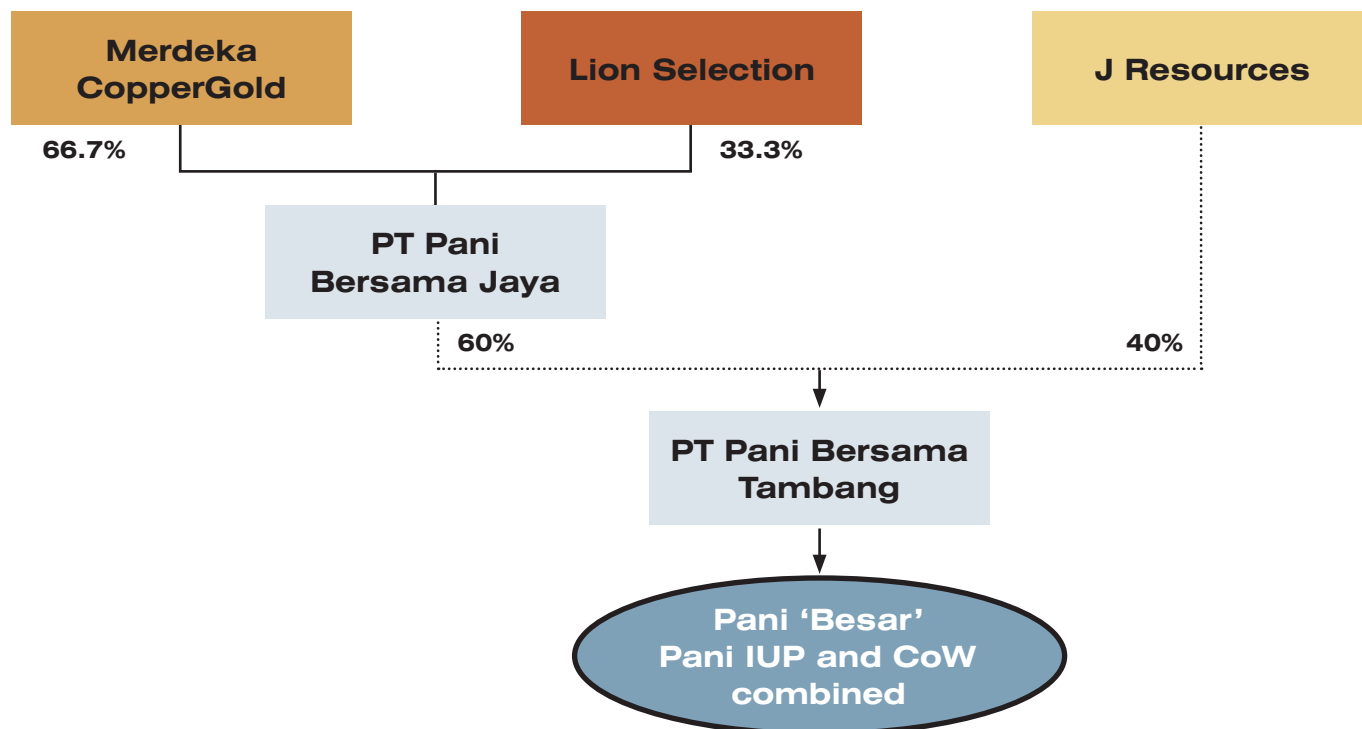 Merdeka
CopperGold
Lion Selection
J Resources
66.7%
33.3%
PT Pani
Bersama Jaya
60%
40%
PT Pani Bersama
Tambang
Pani ‘Besar’
Pani IUP and CoW
combined